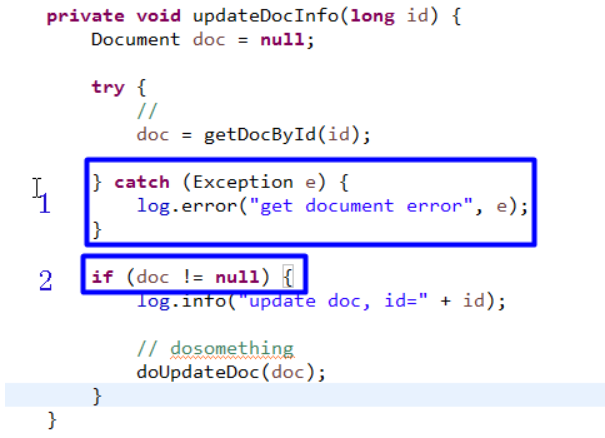 private void updateDocInfo(long id) {
Document doc = null;
try {
//
doc = getDocById(id);
} catch (Exception e) {
1 log.error("get document error", e);
}
2 if (doc != null) {
log.info("update doc, id=" + id);
// dosomething
doUpdateDoc(doc);
}
}